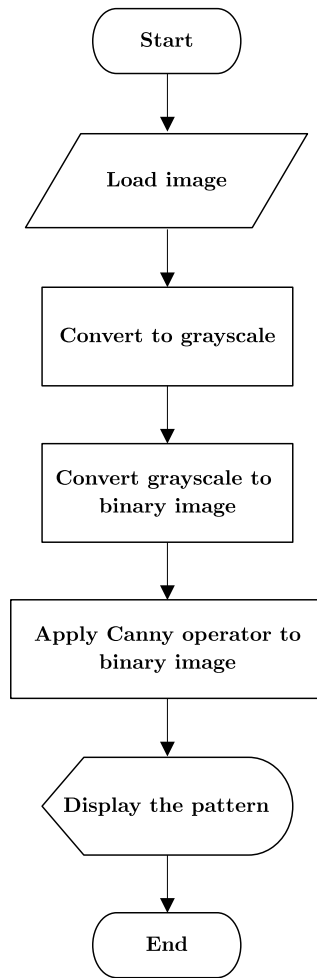 Start
Load image
Convert to grayscale
Convert grayscale to
binary image
Apply Canny operator to
binary image
Display the pattern
End